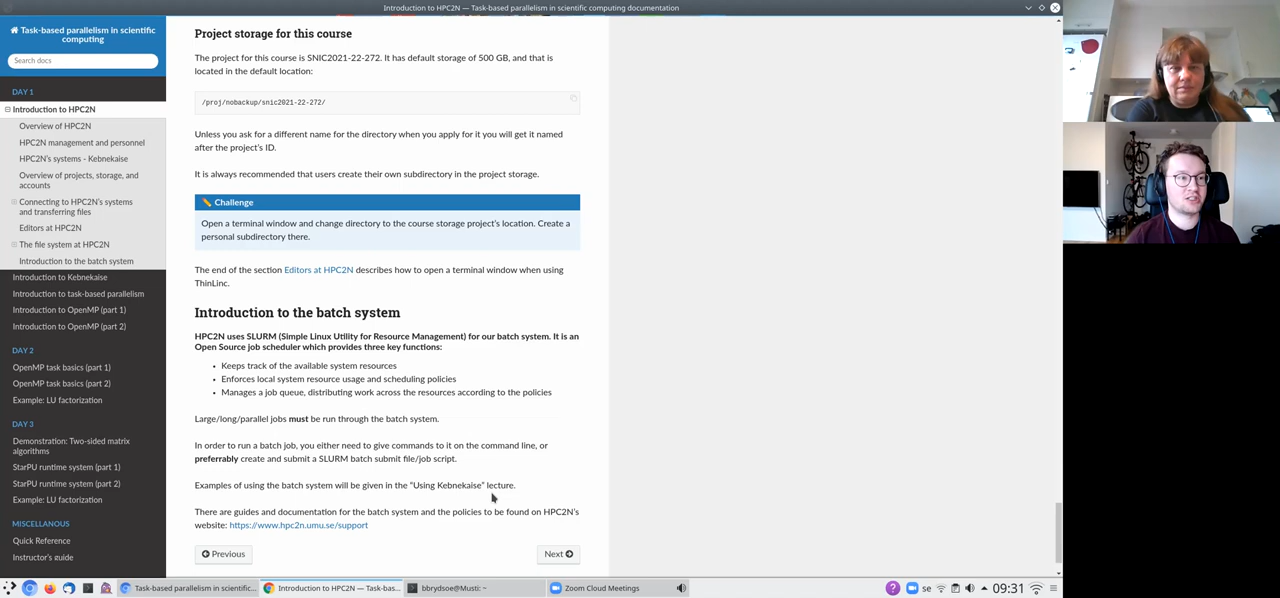 Introduction to HPC2N — Task-based parallelism in scientific computing documentation
Task-based parallelism in scientific
computing
Search docs
DAY 1
Introduction to HPC2N
Overview of HPC2N
HPC2N management and personnel
HPC2N's systems - Kebnekaise
Overview of projects, storage, and
accounts
Connecting to HPC2N's systems
and transferring files
Editors at HPC2N
The file system at HPC2N
Introduction to the batch system
Introduction to Kebnekaise
Introduction to task-based parallelism
Introduction to OpenMP (part 1)
Introduction to OpenMP (part 2)
DAY 2
OpenMP task basics (part 1)
OpenMP task basics (part 2)
Example: LU factorization
DAY 3
Demonstration: Two-sided matrix
algorithms
StarPU runtime system (part 1)
StarPU runtime system (part 2)
Example: LU factorization
MISCELLANEOUS
Quick Reference
Instructor's guide
Project storage for this course
The project for this course is SNIC2021-22-272. It has default storage of 500 GB, and that is
located in the default location:
/proj/nobackup/snic2021-22-272/
Unless you ask for a different name for the directory when you apply for it you will get it named
after the project's ID.
It is always recommended that users create their own subdirectory in the project storage.
Challenge
Open a terminal window and change directory to the course storage project's location. Create a
personal subdirectory there.
The end of the section Editors at HPC2N describes how to open a terminal window when using
ThinLinc.
Introduction to the batch system
HPC2N uses SLURM (Simple Linux Utility for Resource Management) for our batch system. It is an
Open Source job scheduler which provides three key functions:
• Keeps track of the available system resources
• Enforces local system resource usage and scheduling policies
• Manages a job queue, distributing work across the resources according to the policies
Large/long/parallel jobs must be run through the batch system.
In order to run a batch job, you either need to give commands to it on the command line, or
preferrably create and submit a SLURM batch submit file/job script.
Examples of using the batch system will be given in the "Using Kebnekaise" lecture.
There are guides and documentation for the batch system and the policies to be found on HPC2N's
website: https://www.hpc2n.umu.se/support
Previous
Next
Task-based parallelism in scientific...
Introduction to HPC2N — Task-bas...
bbrydsoe@Musti: ~
Zoom Cloud Meetings
se
09:31